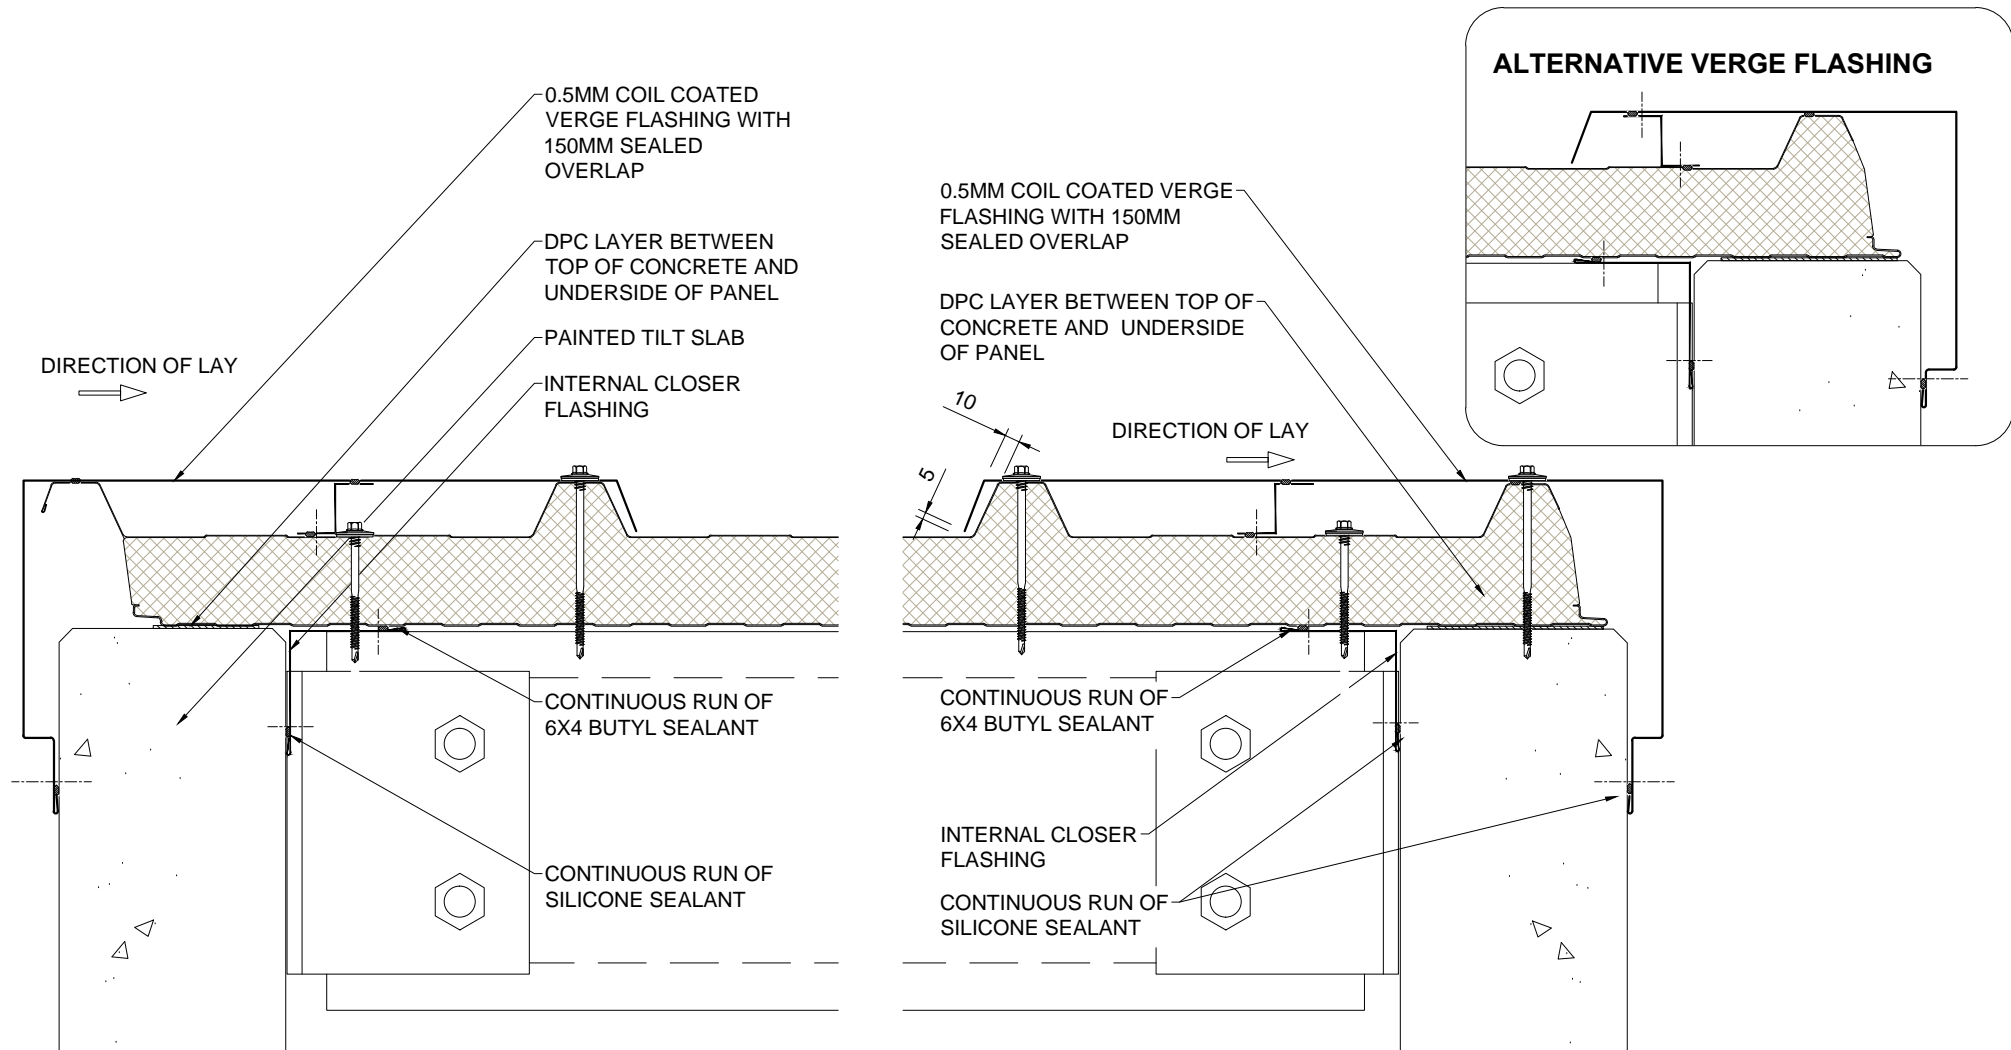 ALTERNATIVE VERGE FLASHING
0.5MM COIL COATED
VERGE FLASHING WITH
150MM SEALED
OVERLAP
DPC LAYER BETWEEN
TOP OF CONCRETE AND
UNDERSIDE OF PANEL
PAINTED TILT SLAB
INTERNAL CLOSER
FLASHING
DIRECTION OF LAY
CONTINUOUS RUN OF
6X4 BUTYL SEALANT
CONTINUOUS RUN OF
SILICONE SEALANT
0.5MM COIL COATED VERGE
FLASHING WITH 150MM
SEALED OVERLAP
DPC LAYER BETWEEN TOP OF
CONCRETE AND UNDERSIDE
OF PANEL
10
5
DIRECTION OF LAY
CONTINUOUS RUN OF
6X4 BUTYL SEALANT
INTERNAL CLOSER
FLASHING
CONTINUOUS RUN OF
SILICONE SEALANT